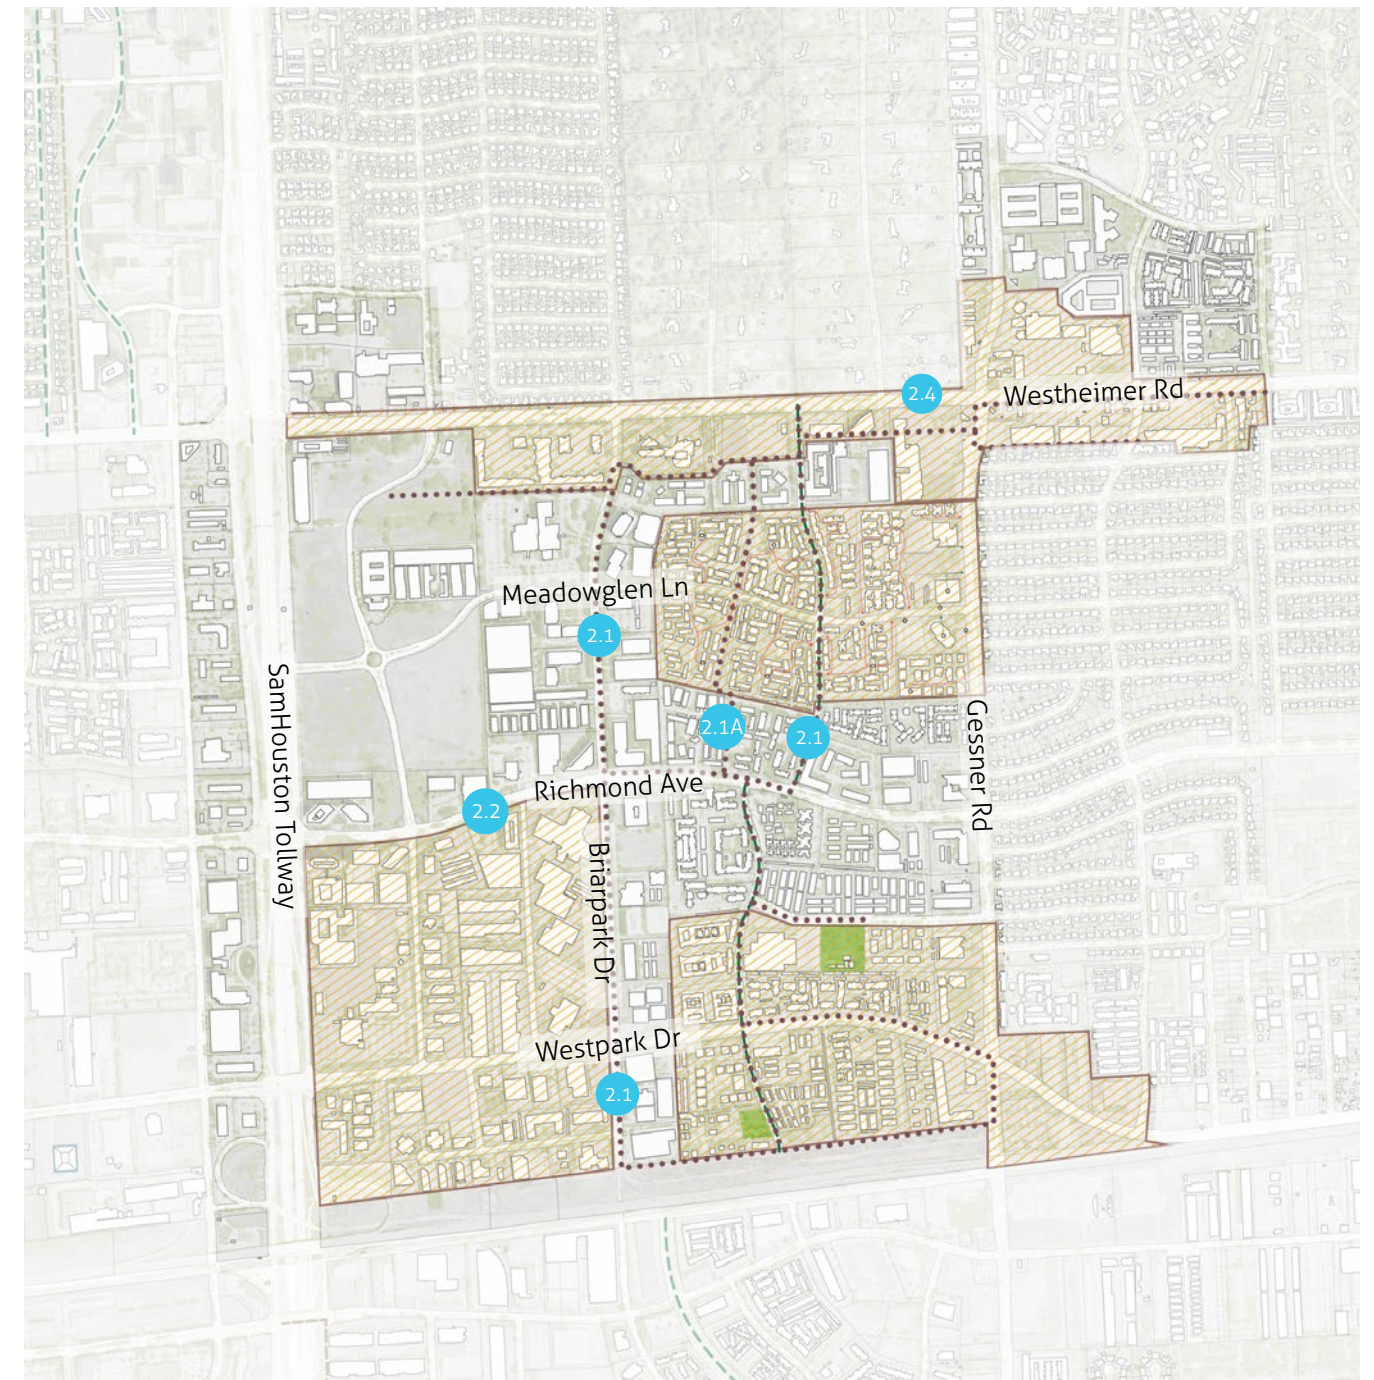 2.4
Westheimer Rd
Meadowglen Ln
2.1
SamHouston Tollway
Gessner Rd
2.1A
2.1
Richmond Ave
2.2
Briarpark Dr
Westpark Dr
2.1